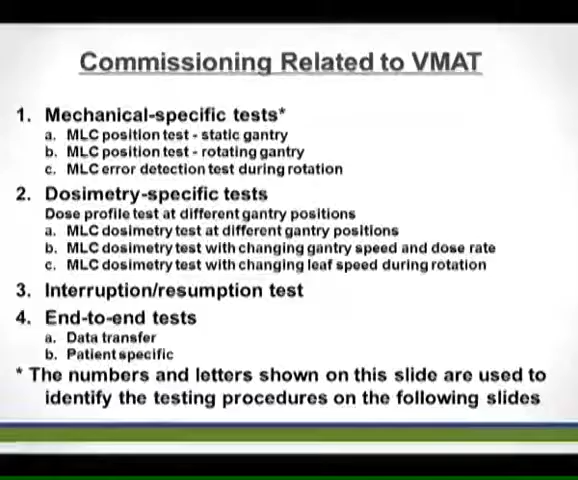 Commissioning Related to VMAT
1. Mechanical-specific tests*
a. MLC position test - static gantry
b. MLC position test - rotating gantry
c. MLC error detection test during rotation
2. Dosimetry-specific tests
Dose profile test at different gantry positions
a. MLC dosimetry test at different gantry positions
b. MLC dosimetry test with changing gantry speed and dose rate
c. MLC dosimetry test with changing leaf speed during rotation
3. Interruption/resumption test
4. End-to-end tests
a. Data transfer
b. Patient specific
* The numbers and letters shown on this slide are used to
identify the testing procedures on the following slides